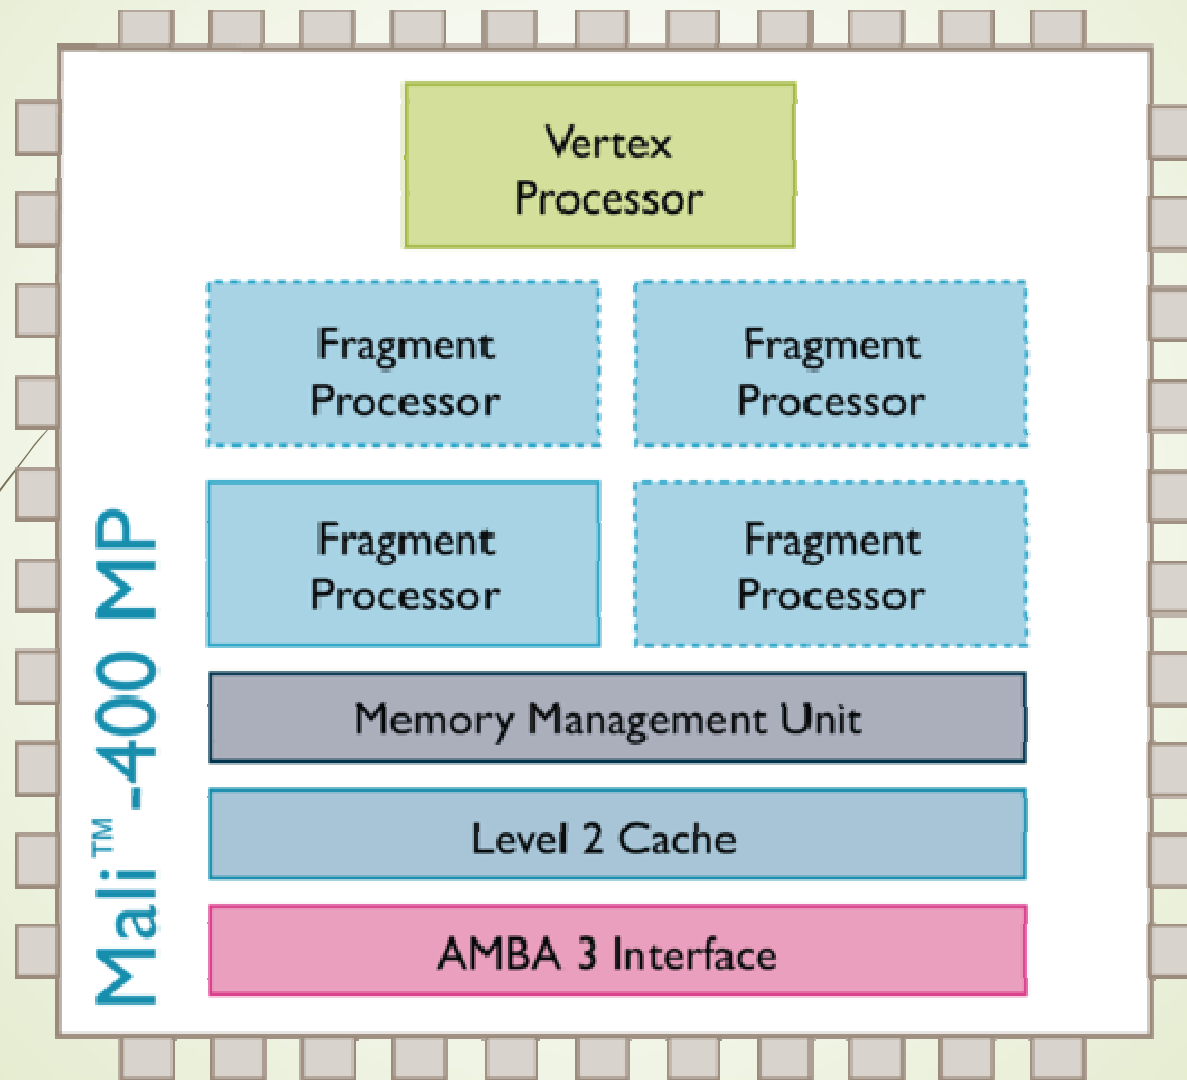 Vertex
Processor
Fragment
Processor
Fragment
Processor
Fragment
Processor
Fragment
Processor
Memory Management Unit
Level 2 Cache
AMBA 3 Interface
Mali™-400 MP